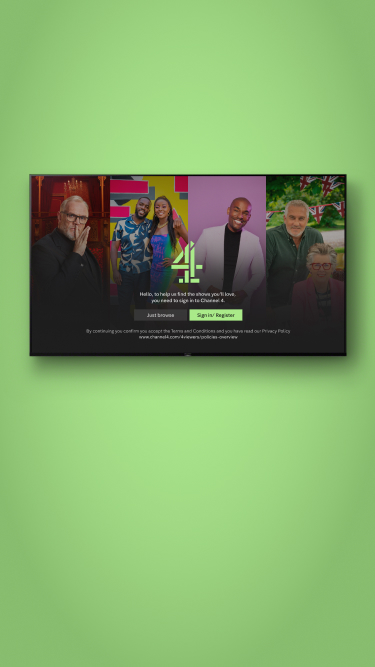 4
Hello, to help us find the shows you'll love,
you need to sign in to Channel 4.
Just browse
Sign in/ Register
By continuing you confirm you accept the Terms and Conditions and you have read our Privacy Policy
www.channel4.com/4viewers/policies-overview